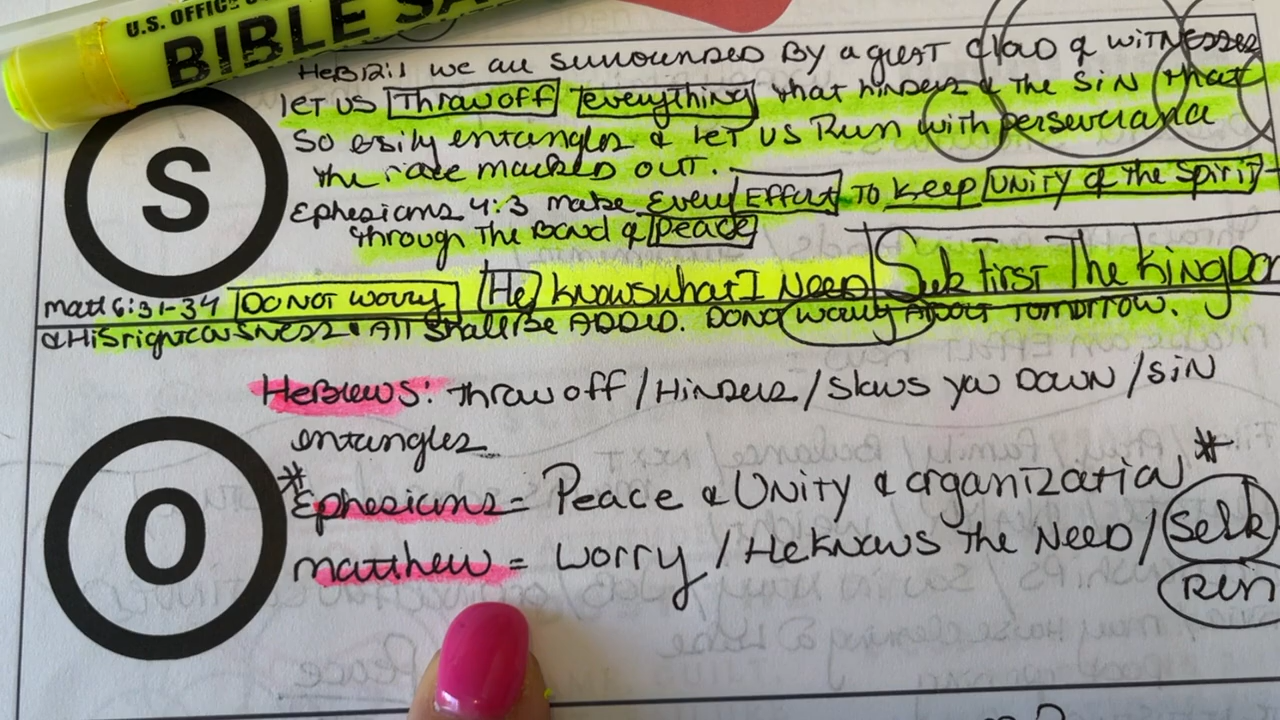 U.S. OFFICE
BIBLE SA
HEB 12:1 we are surrounded By a great cloud & WITNESSES
LET US Throw off everything that hinders & The SiN that
So easily entangles & LET US Run with perseverance
the race marked out.
Ephesians 4:3 make Every Effort TO Keep UNITY of the Spirit
through The Bond of peace
S
matt 6:31-34 DO NOT worry He knows what I Need Seek First The KingDom
& HiS righteousness & All Shall Be ADDED. DO NOT worry About Tomorrow.
Hebrews: Throw off / Hinders / Slows you Down / SiN
entangles
*Ephesians = Peace & UNity & organization *
O
matthew = worry / He Knows The Need / Seek
Run